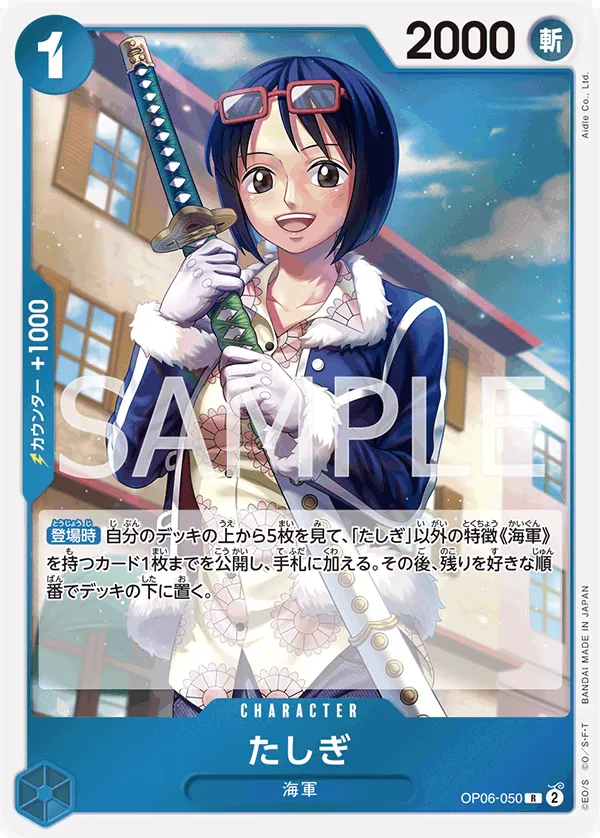 1
2000
斬
Aidle Co., Ltd.
カウンター +1000
SAMPLE
登場時 自分のデッキの上から5枚を見て、「たしぎ」以外の特徴《海軍》
を持つカード1枚までを公開し、手札に加える。その後、残りを好きな順
番でデッキの下に置く。
CHARACTER
たしぎ
海軍
OP06-050 R 2
©E.O/S ©O/S・F・T BANDAI MADE IN JAPAN